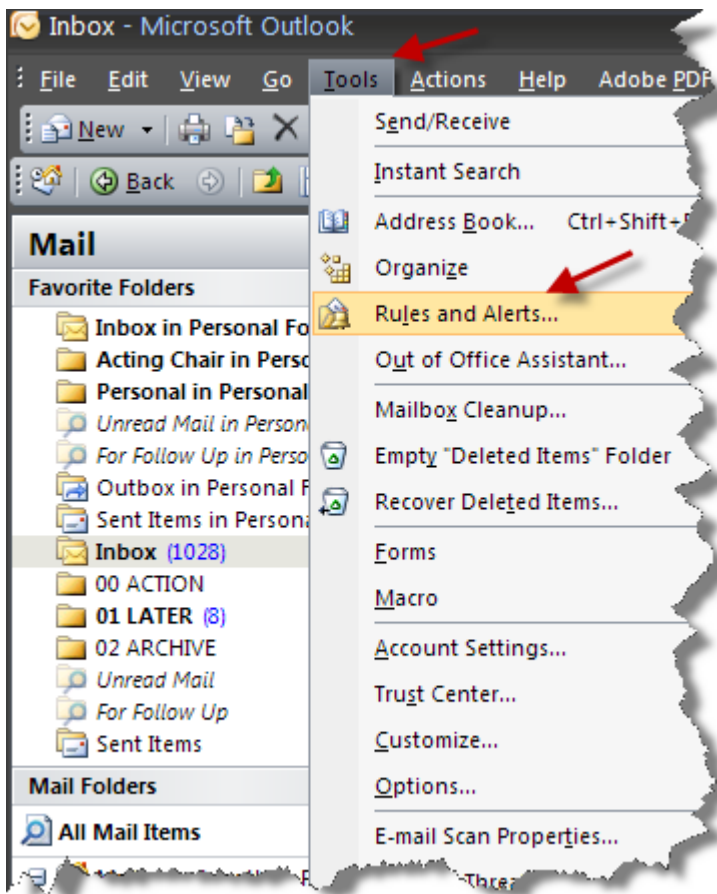 Inbox - Microsoft Outlook
File Edit View Go Tools Actions Help Adobe PDF
New
Back
Mail
Favorite Folders
Inbox in Personal Fo
Acting Chair in Perso
Personal in Personal
Unread Mail in Person
For Follow Up in Perso
Outbox in Personal F
Sent Items in Persona
Inbox (1028)
00 ACTION
01 LATER (8)
02 ARCHIVE
Unread Mail
For Follow Up
Sent Items
Mail Folders
All Mail Items
Send/Receive
Instant Search
Address Book... Ctrl+Shift+
Organize
Rules and Alerts...
Out of Office Assistant...
Mailbox Cleanup...
Empty "Deleted Items" Folder
Recover Deleted Items...
Forms
Macro
Account Settings...
Trust Center...
Customize...
Options...
E-mail Scan Properties...